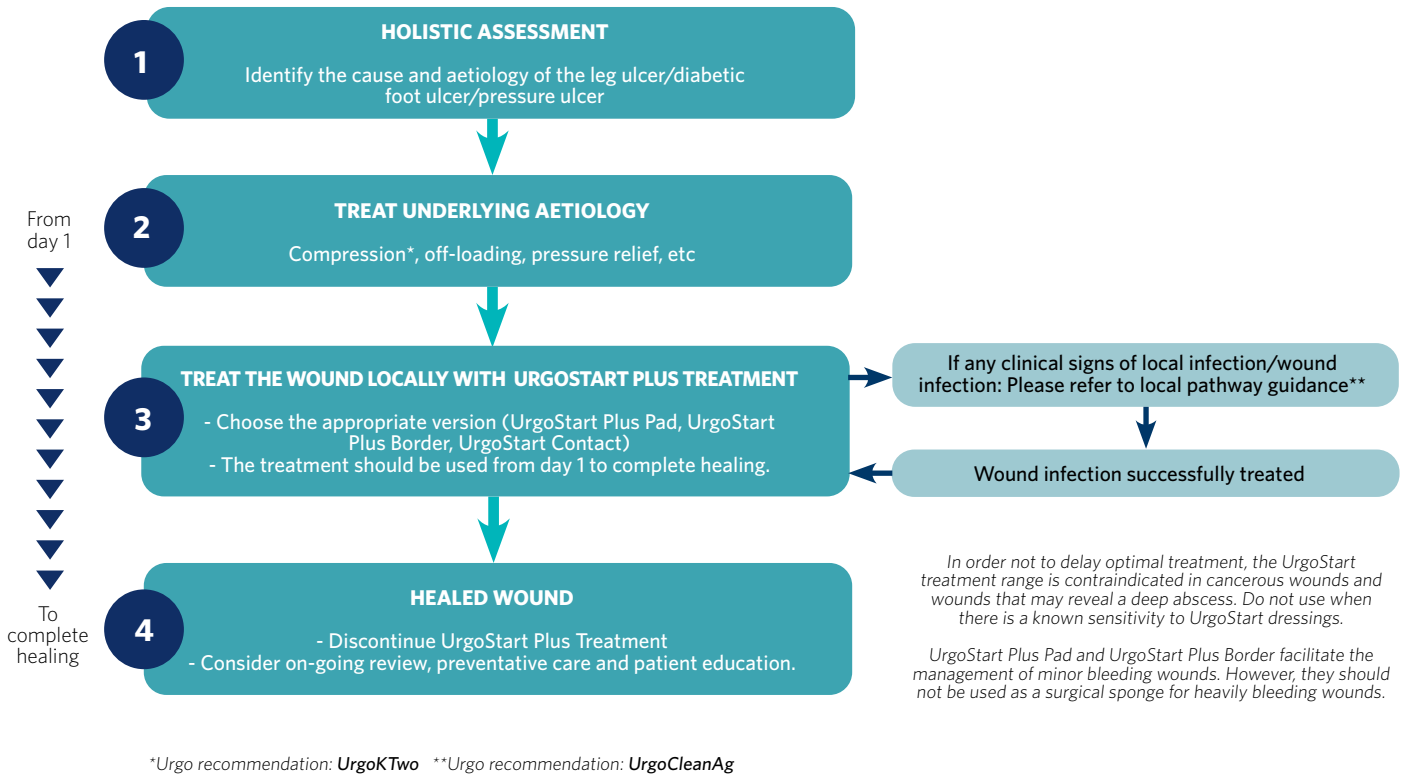 1
HOLISTIC ASSESSMENT
Identify the cause and aetiology of the leg ulcer/diabetic
foot ulcer/pressure ulcer
From
day 1
2
TREAT UNDERLYING AETIOLOGY
Compression*, off-loading, pressure relief, etc
3
TREAT THE WOUND LOCALLY WITH URGOSTART PLUS TREATMENT
- Choose the appropriate version (UrgoStart Plus Pad, UrgoStart
Plus Border, UrgoStart Contact)
- The treatment should be used from day 1 to complete healing.
If any clinical signs of local infection/wound
infection: Please refer to local pathway guidance**
Wound infection successfully treated
To
complete
healing
4
HEALED WOUND
- Discontinue UrgoStart Plus Treatment
- Consider on-going review, preventative care and patient education.
In order not to delay optimal treatment, the UrgoStart
treatment range is contraindicated in cancerous wounds and
wounds that may reveal a deep abscess. Do not use when
there is a known sensitivity to UrgoStart dressings.
UrgoStart Plus Pad and UrgoStart Plus Border facilitate the
management of minor bleeding wounds. However, they should
not be used as a surgical sponge for heavily bleeding wounds.
*Urgo recommendation: UrgoKTwo **Urgo recommendation: UrgoCleanAg